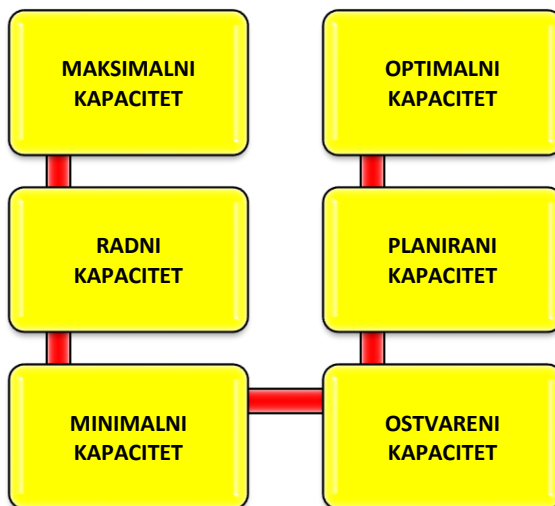 MAKSIMALNI
KAPACITET
RADNI
KAPACITET
MINIMALNI
KAPACITET
OSTVARENI
KAPACITET
PLANIRANI
KAPACITET
OPTIMALNI
KAPACITET